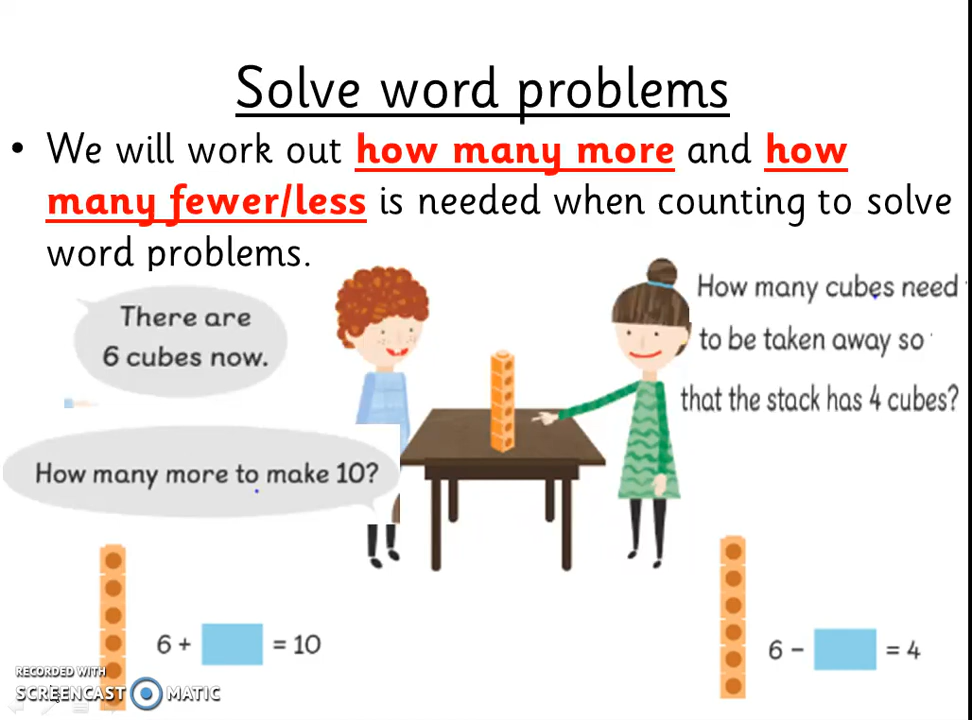 Solve word problems
• We will work out how many more and how
many fewer/less is needed when counting to solve
word problems.
There are
6 cubes now.
How many more to make 10?
How many cubes need
to be taken away so
that the stack has 4 cubes?
6 + = 10
6 − = 4
RECORDED WITH
SCREENCAST MATIC